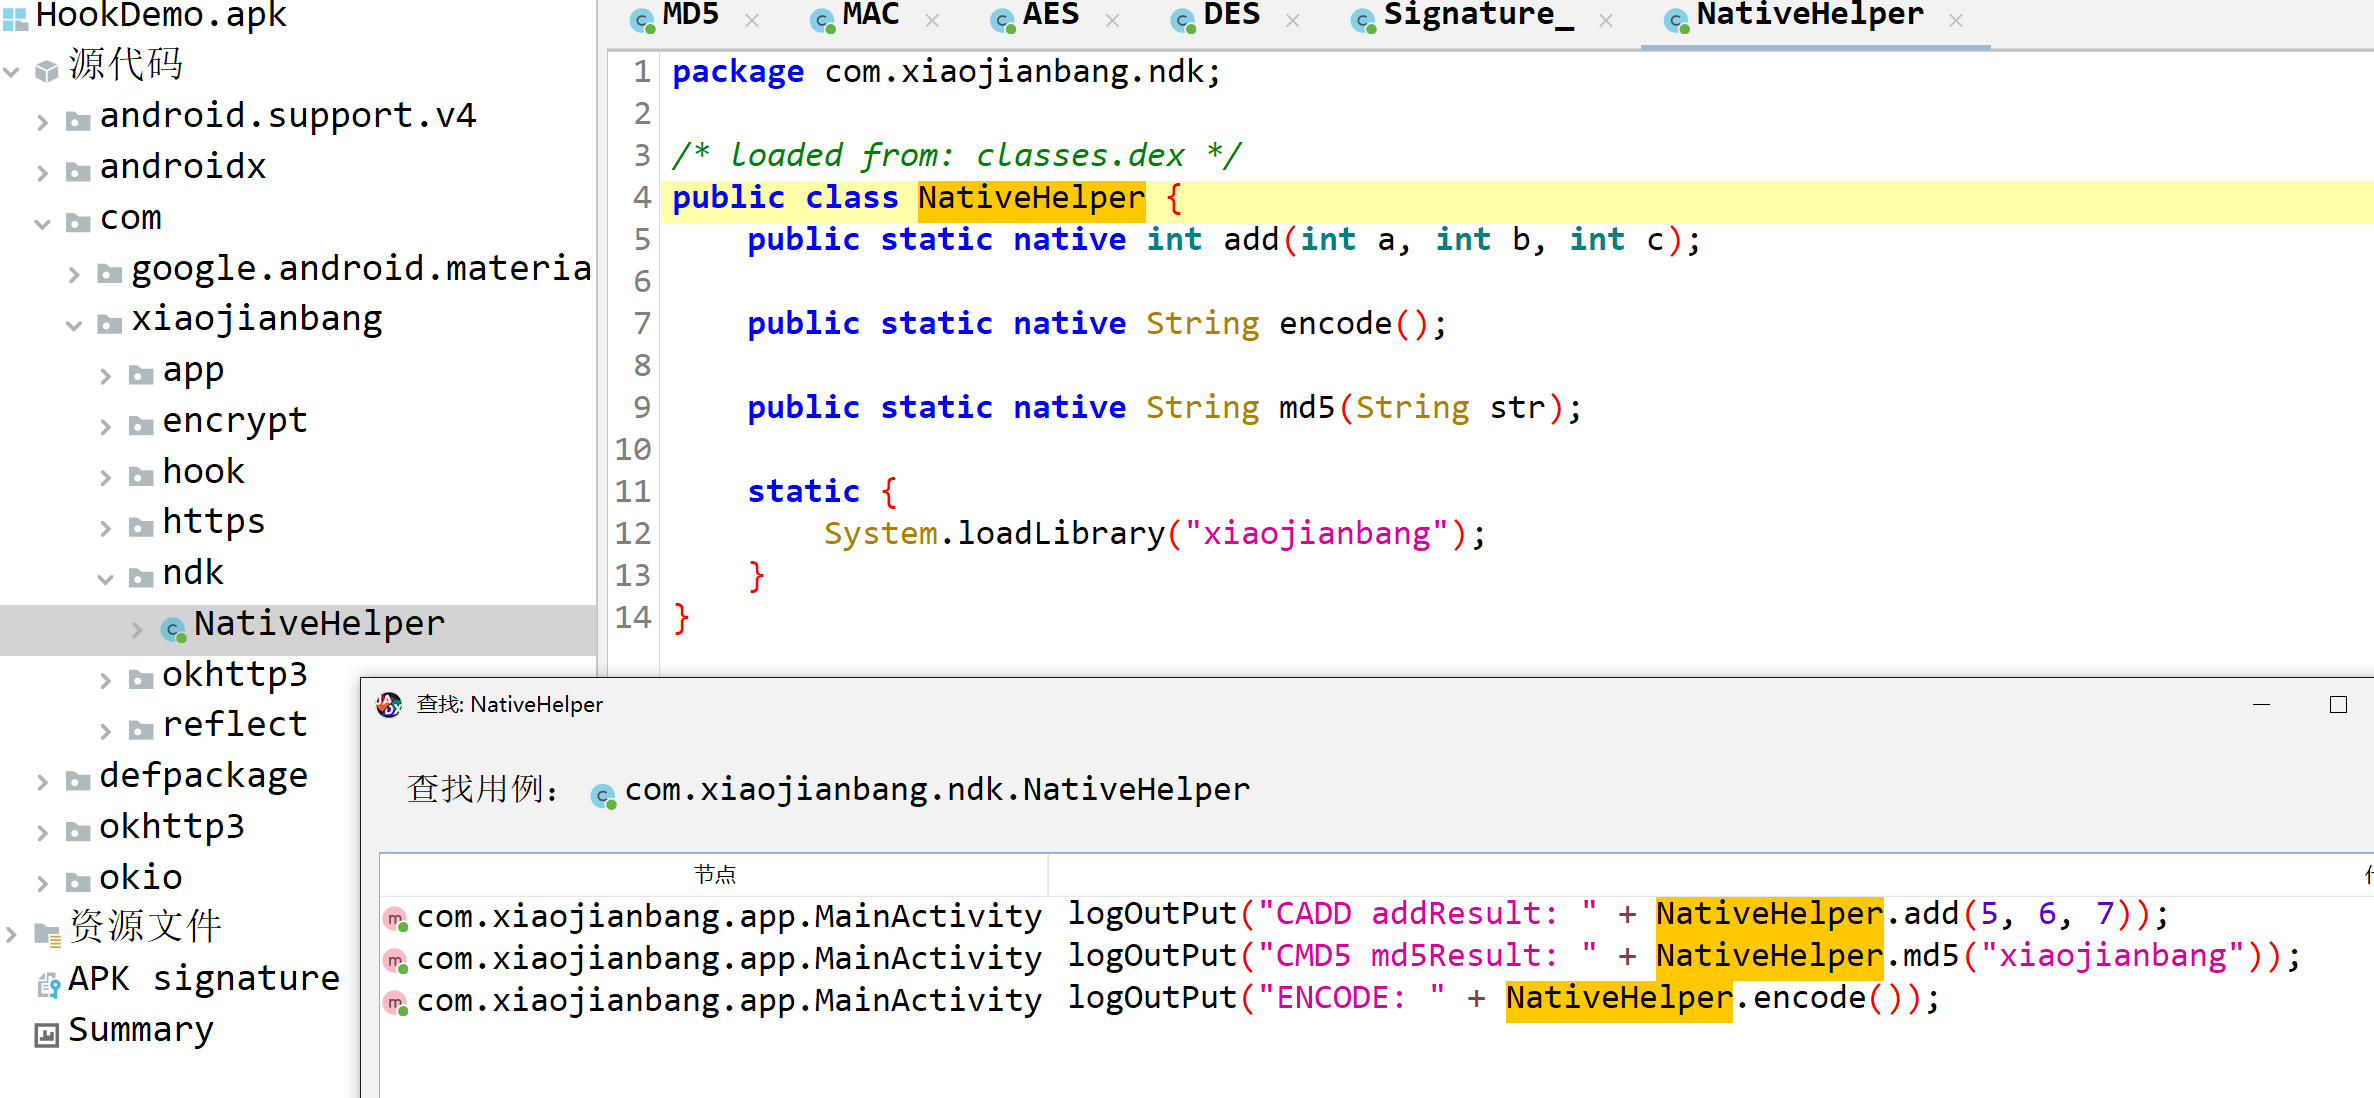 HookDemo.apk
源代码
android.support.v4
androidx
com
google.android.materia
xiaojianbang
app
encrypt
hook
https
ndk
NativeHelper
okhttp3
reflect
defpackage
okhttp3
okio
资源文件
APK signature
Summary
MD5 MAC AES DES Signature_ NativeHelper
1 package com.xiaojianbang.ndk;
2
3 /* loaded from: classes.dex */
4 public class NativeHelper {
5 public static native int add(int a, int b, int c);
6
7 public static native String encode();
8
9 public static native String md5(String str);
10
11 static {
12 System.loadLibrary("xiaojianbang");
13 }
14 }
查找: NativeHelper
查找用例： com.xiaojianbang.ndk.NativeHelper
节点
com.xiaojianbang.app.MainActivity logOutPut("CADD addResult: " + NativeHelper.add(5, 6, 7));
com.xiaojianbang.app.MainActivity logOutPut("CMD5 md5Result: " + NativeHelper.md5("xiaojianbang"));
com.xiaojianbang.app.MainActivity logOutPut("ENCODE: " + NativeHelper.encode());